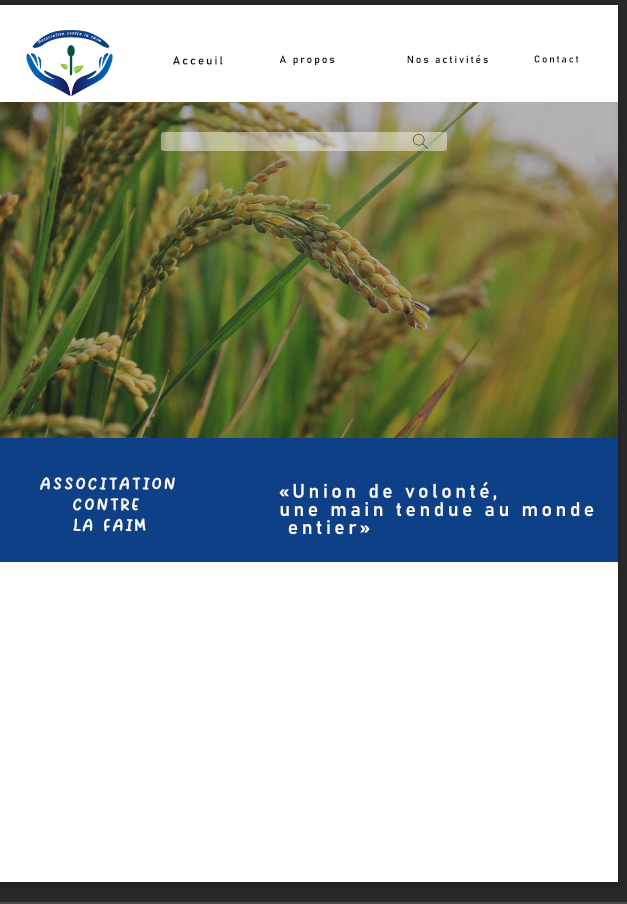 Association contre la faim
Acceuil
A propos
Nos activités
Contact
ASSOCITATION
CONTRE
LA FAIM
«Union de volonté,
une main tendue au monde
entier»